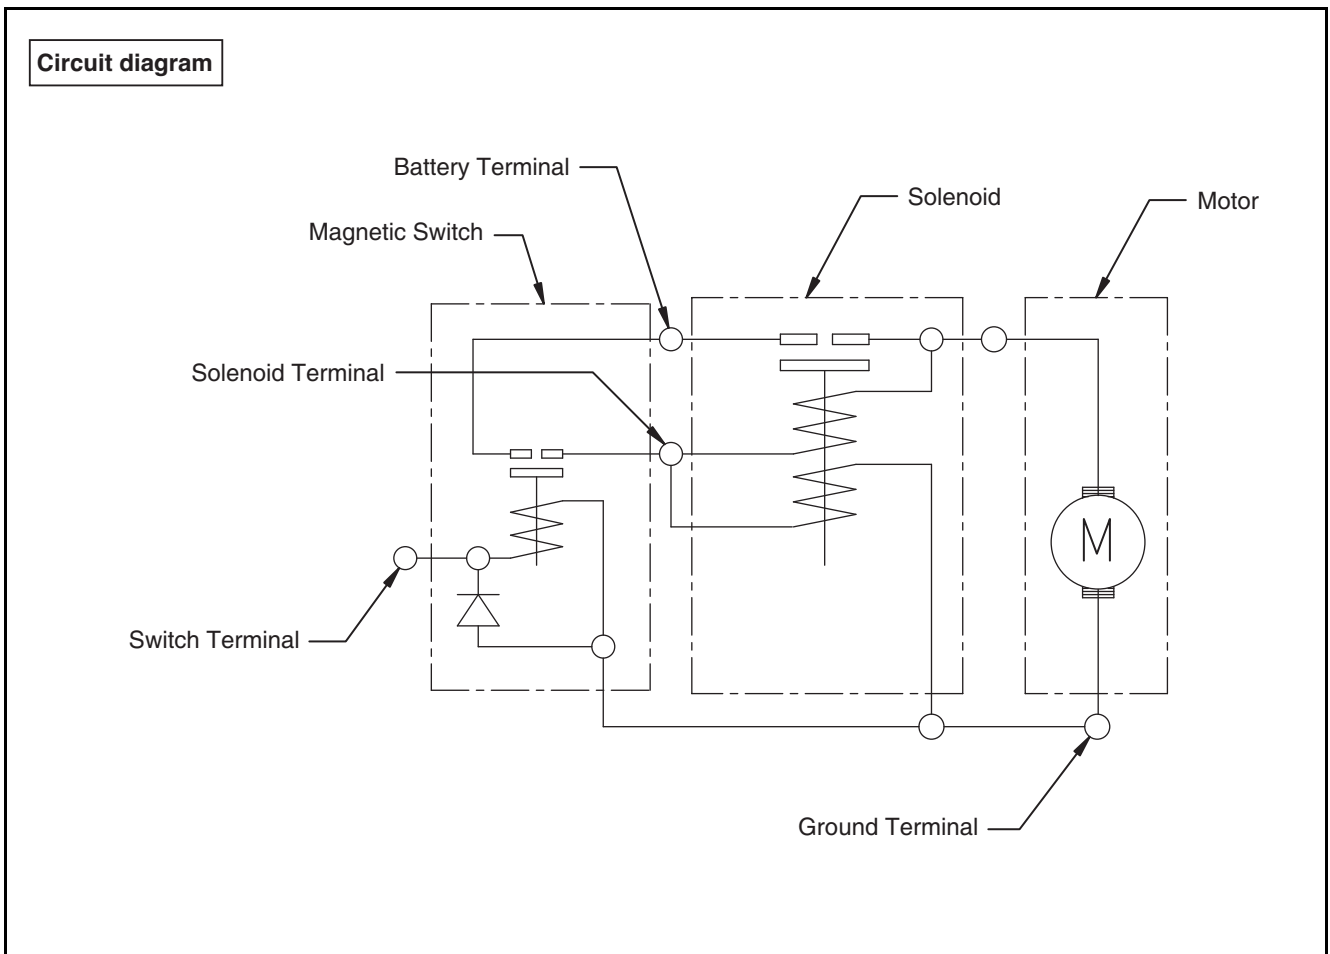 Circuit diagram
Battery Terminal
Solenoid
Motor
Magnetic Switch
Solenoid Terminal
M
Switch Terminal
Ground Terminal